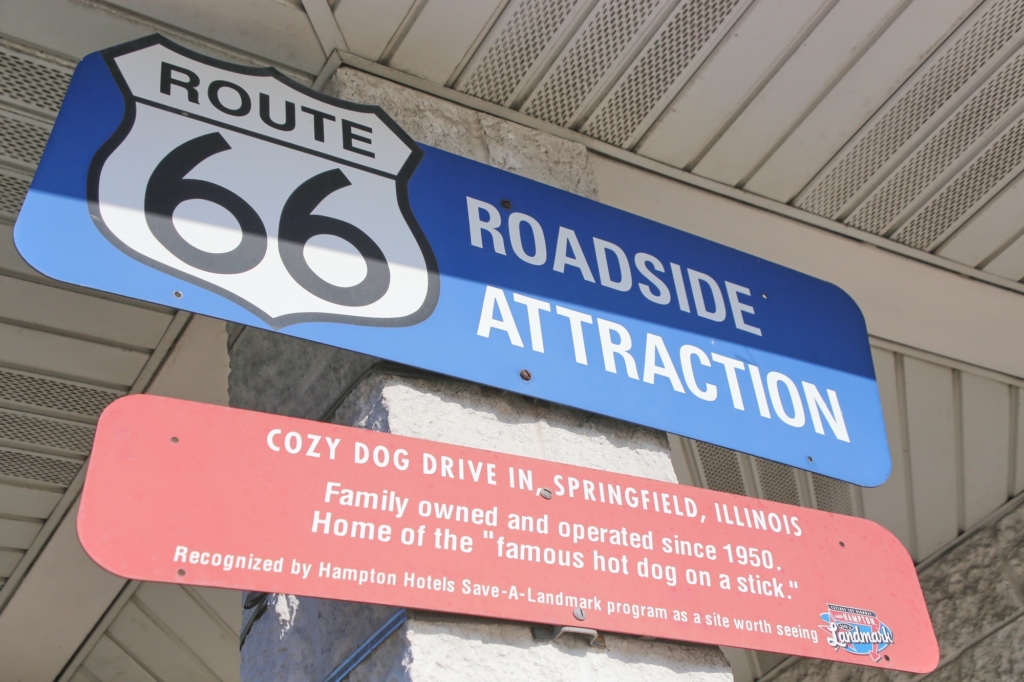 ROUTE
66
ROADSIDE
ATTRACTION
COZY DOG DRIVE IN, SPRINGFIELD, ILLINOIS
Family owned and operated since 1950.
Home of the "famous hot dog on a stick."
Recognized by Hampton Hotels Save-A-Landmark program as a site worth seeing
HAMPTON
Landmark